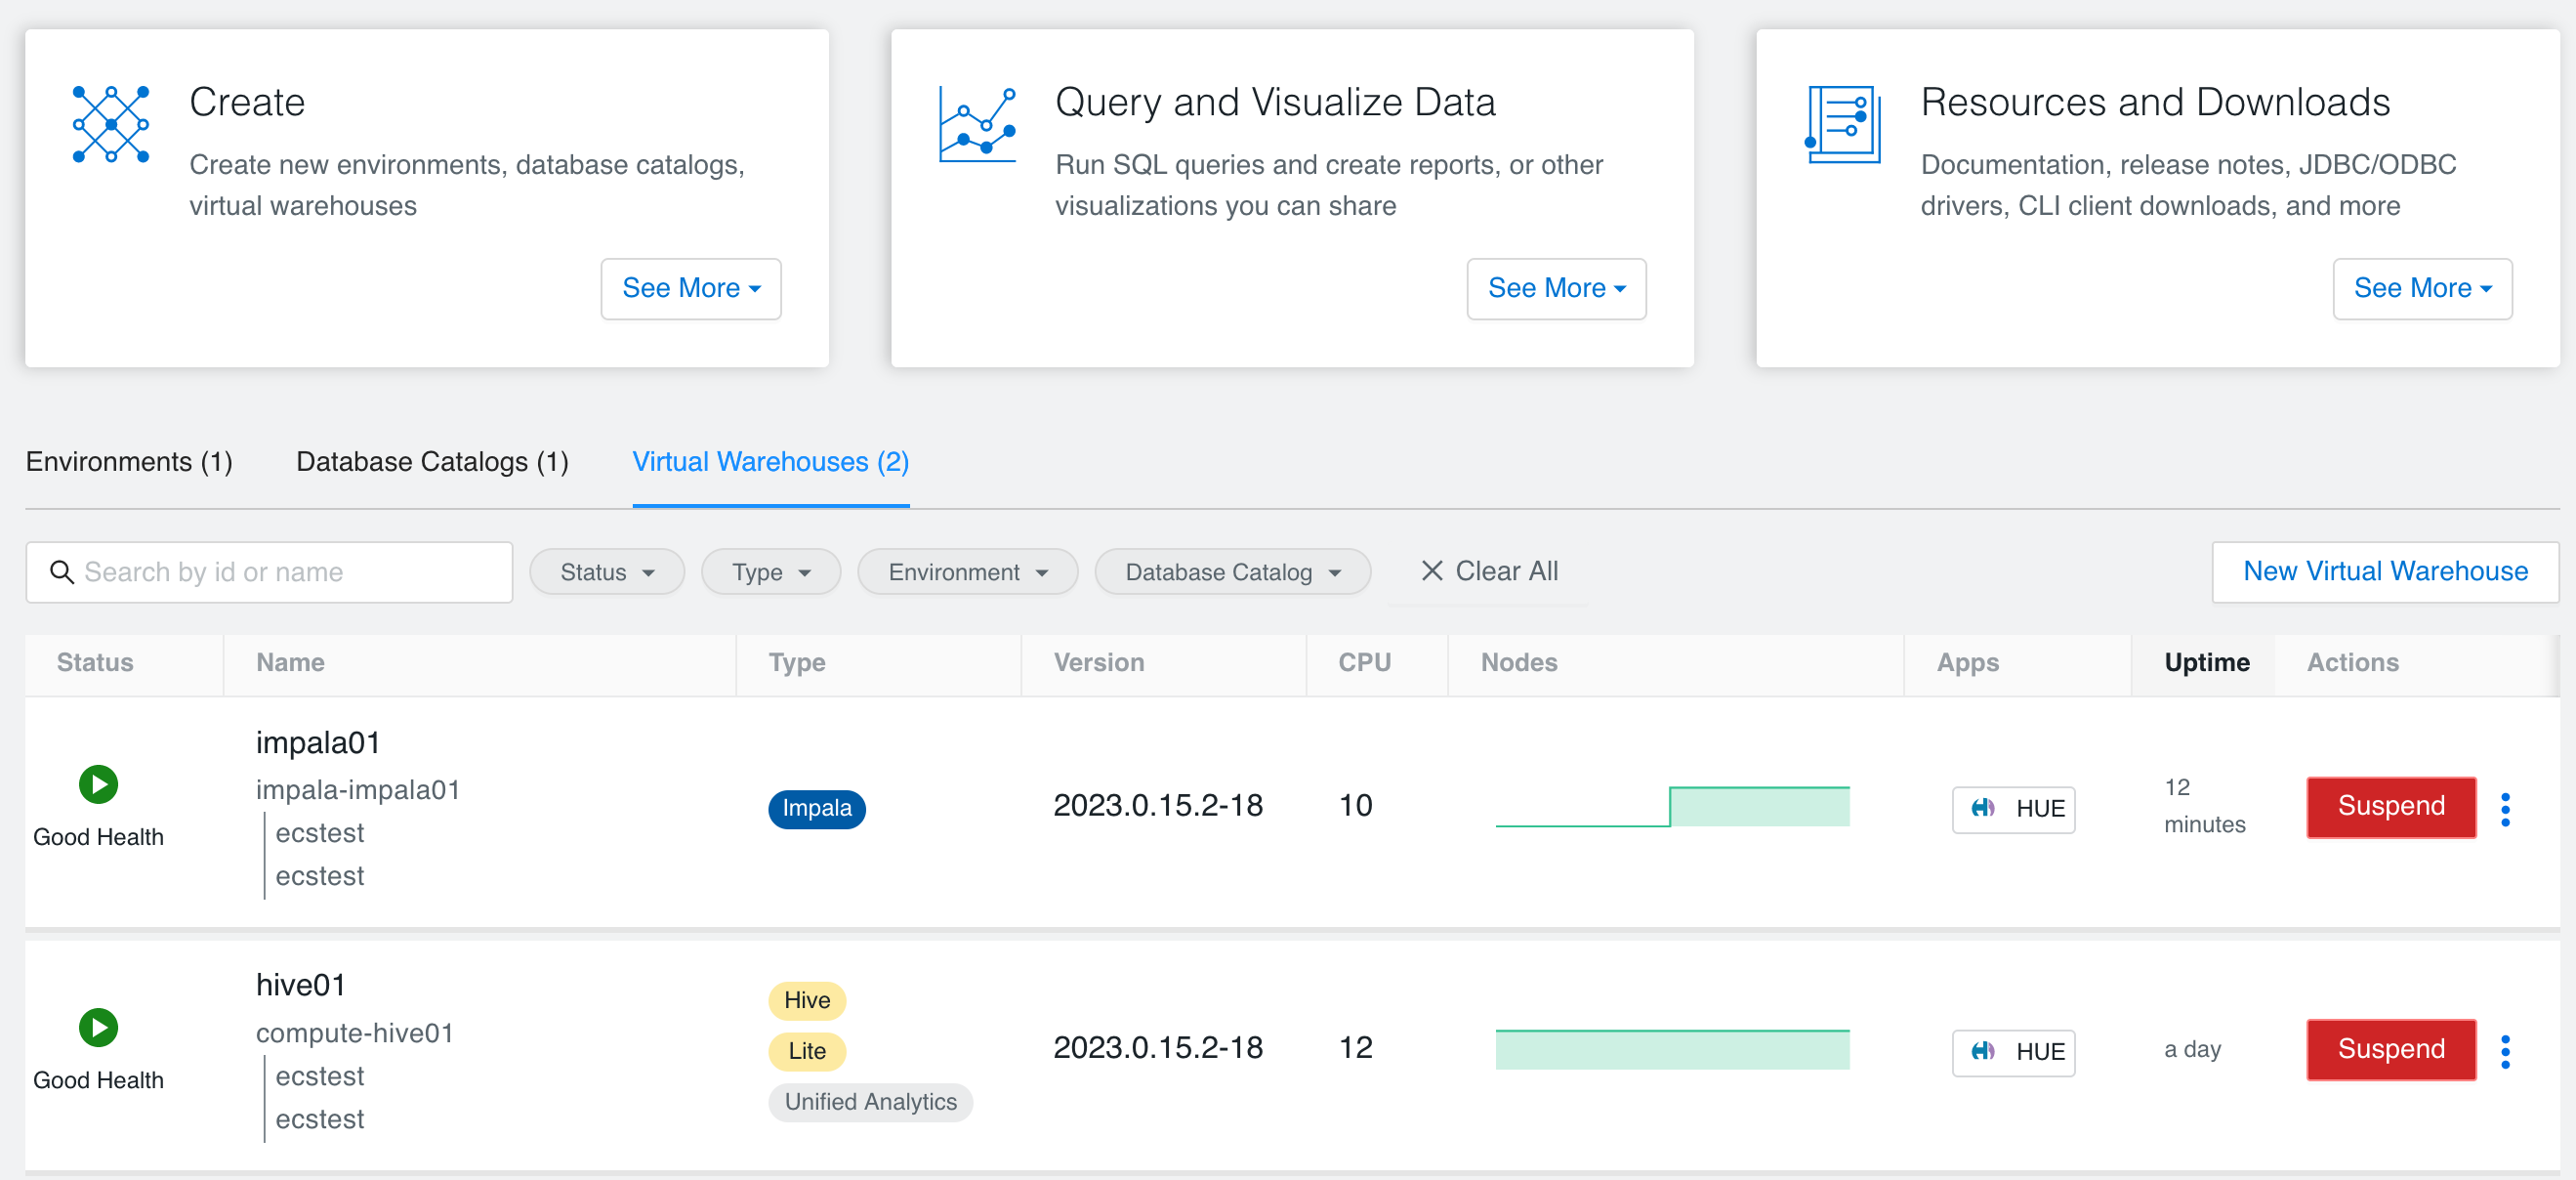 Create
Create new environments, database catalogs,
virtual warehouses
See More
Query and Visualize Data
Run SQL queries and create reports, or other
visualizations you can share
See More
Resources and Downloads
Documentation, release notes, JDBC/ODBC
drivers, CLI client downloads, and more
See More
Environments (1) Database Catalogs (1) Virtual Warehouses (2)
Search by id or name Status Type Environment Database Catalog Clear All New Virtual Warehouse
Status Name Type Version CPU Nodes Apps Uptime Actions
Good Health
impala01
impala-impala01
ecstest
ecstest
Impala
2023.0.15.2-18
10
HUE
12
minutes
Suspend
Good Health
hive01
compute-hive01
ecstest
ecstest
Hive
Lite
Unified Analytics
2023.0.15.2-18
12
HUE
a day
Suspend